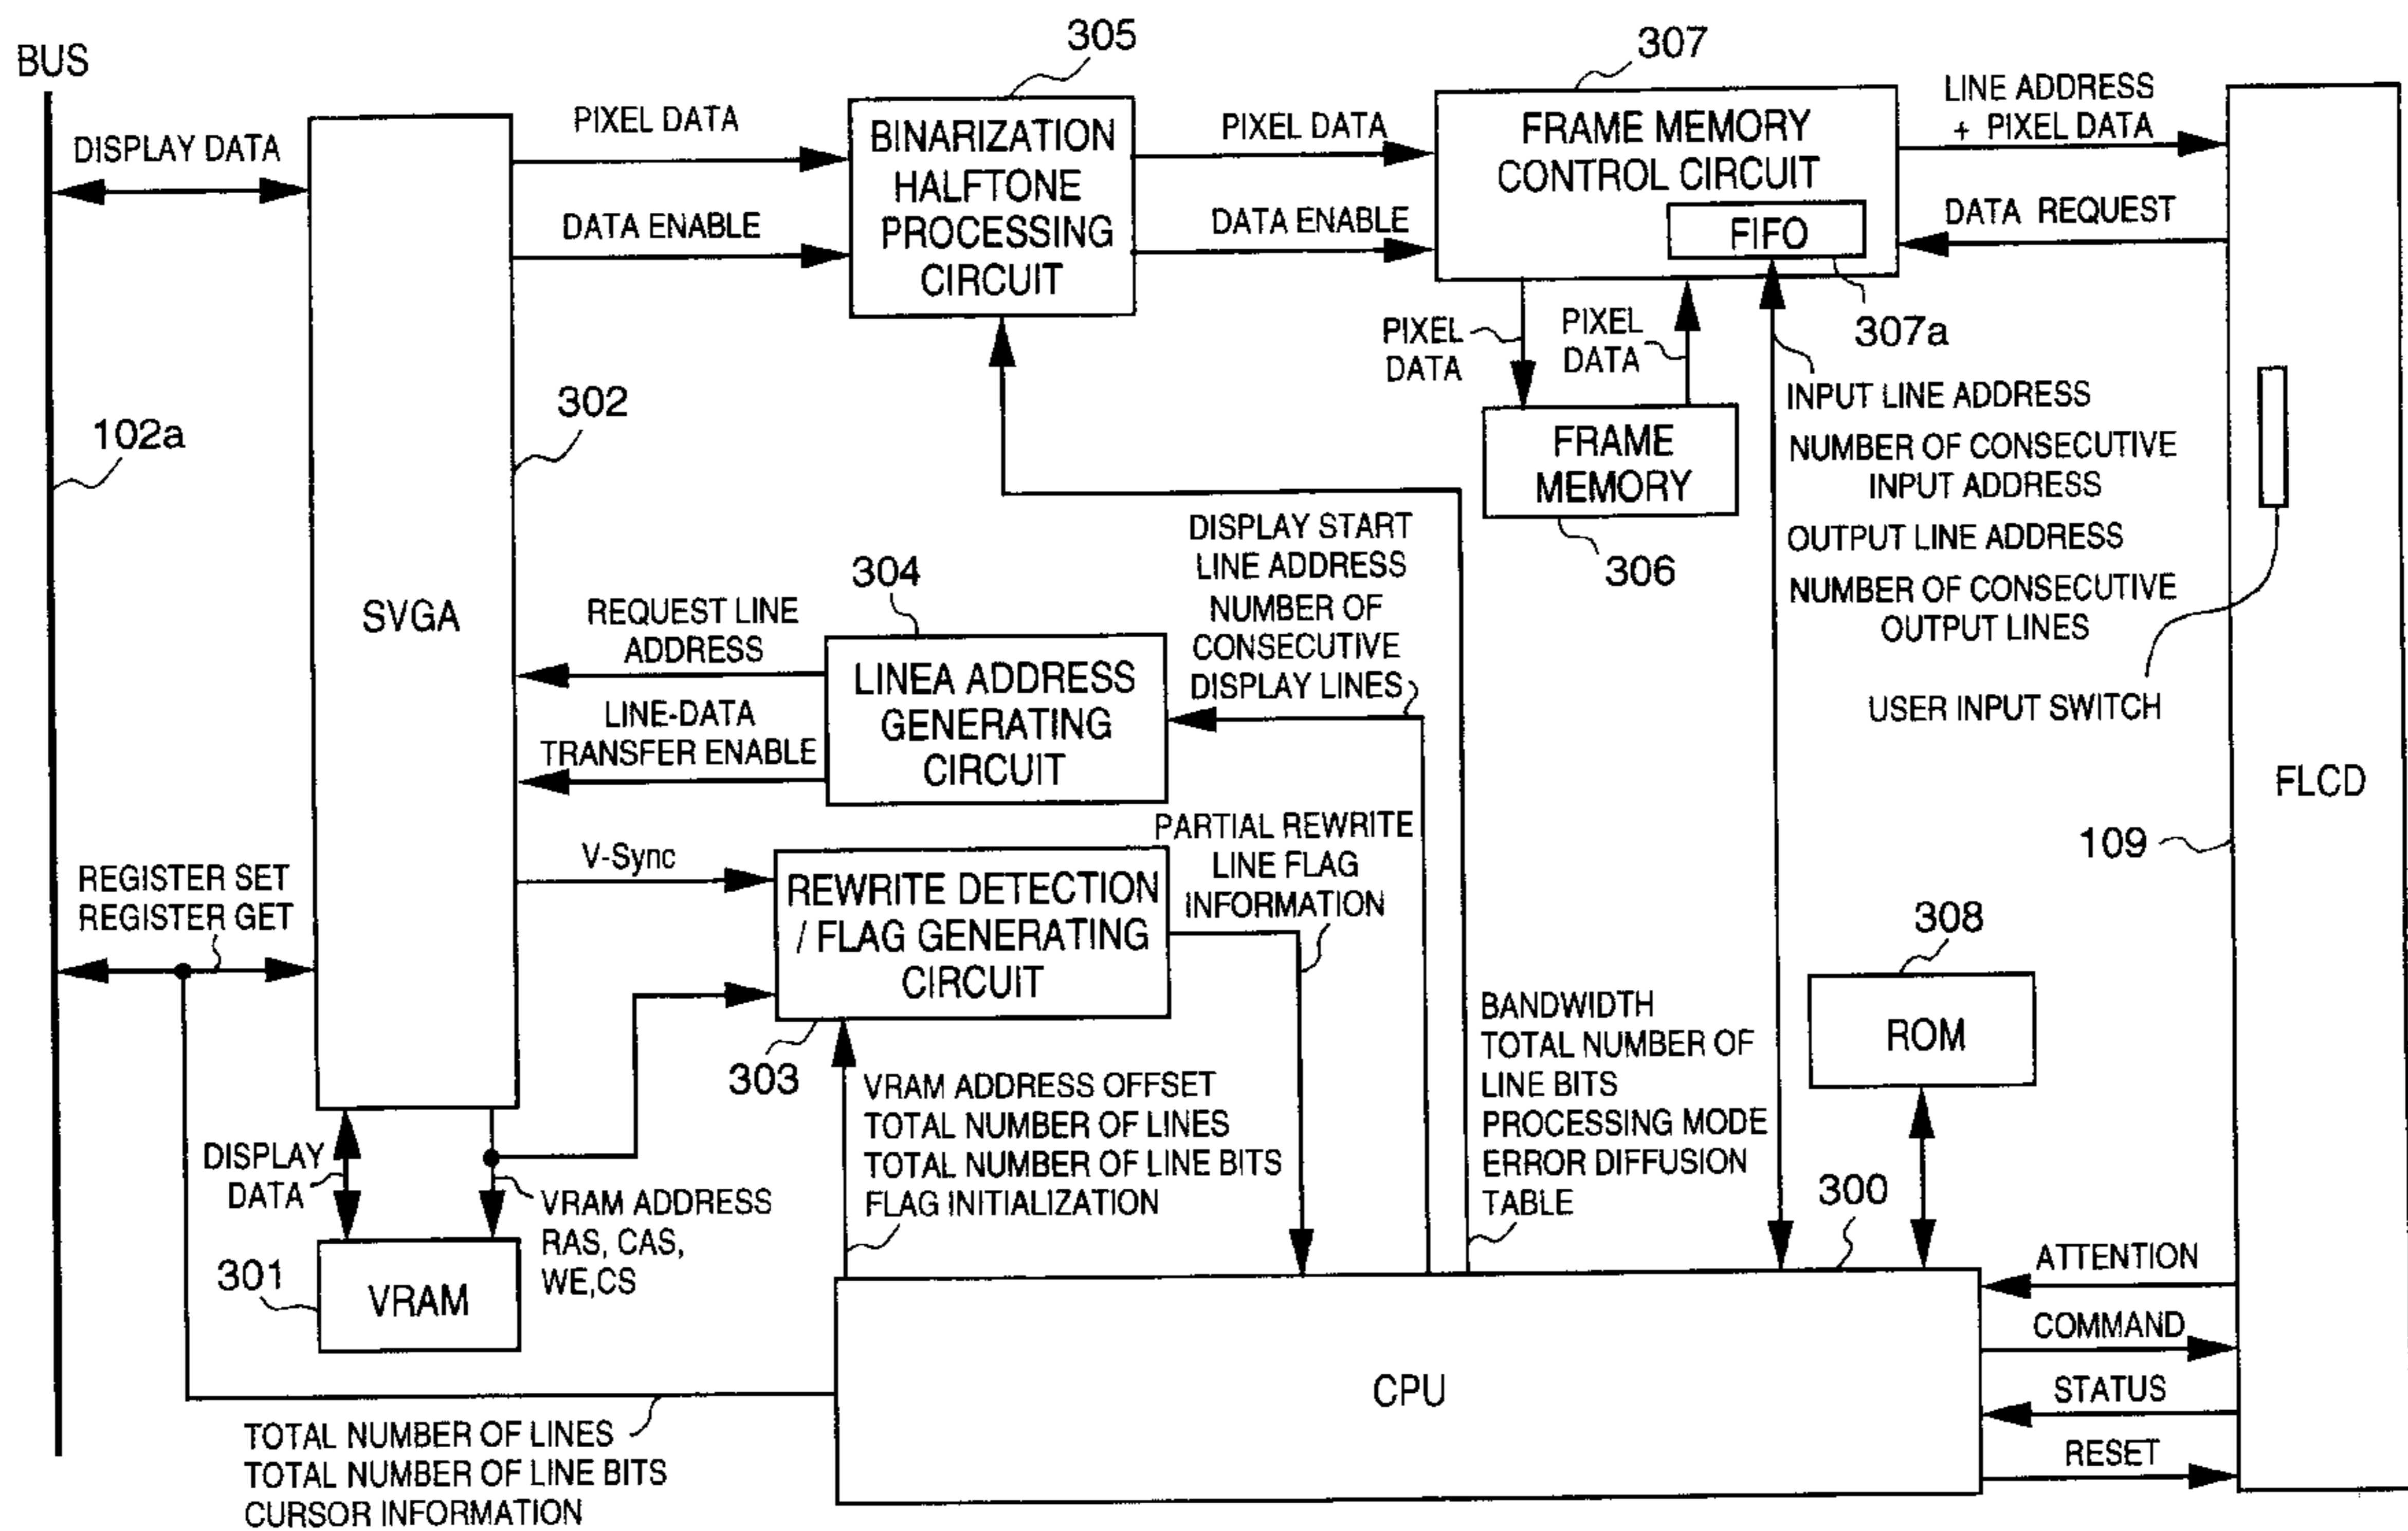 BUS
DISPLAY DATA
102a
REGISTER SET
REGISTER GET
SVGA
302
PIXEL DATA
DATA ENABLE
305
BINARIZATION
HALFTONE
PROCESSING
CIRCUIT
PIXEL DATA
DATA ENABLE
307
FRAME MEMORY
CONTROL CIRCUIT
FIFO
307a
LINE ADDRESS
+ PIXEL DATA
DATA REQUEST
PIXEL
DATA
PIXEL
DATA
FRAME
MEMORY
306
INPUT LINE ADDRESS
NUMBER OF CONSECUTIVE
INPUT ADDRESS
OUTPUT LINE ADDRESS
NUMBER OF CONSECUTIVE
OUTPUT LINES
USER INPUT SWITCH
FLCD
109
304
REQUEST LINE
ADDRESS
LINE-DATA
TRANSFER ENABLE
LINEA ADDRESS
GENERATING
CIRCUIT
DISPLAY START
LINE ADDRESS
NUMBER OF
CONSECUTIVE
DISPLAY LINES
V-Sync
REWRITE DETECTION
/ FLAG GENERATING
CIRCUIT
303
PARTIAL REWRITE
LINE FLAG
INFORMATION
VRAM ADDRESS OFFSET
TOTAL NUMBER OF LINES
TOTAL NUMBER OF LINE BITS
FLAG INITIALIZATION
BANDWIDTH
TOTAL NUMBER OF
LINE BITS
PROCESSING MODE
ERROR DIFFUSION
TABLE
308
ROM
300
DISPLAY
DATA
VRAM ADDRESS
RAS, CAS,
WE,CS
301
VRAM
CPU
ATTENTION
COMMAND
STATUS
RESET
TOTAL NUMBER OF LINES
TOTAL NUMBER OF LINE BITS
CURSOR INFORMATION